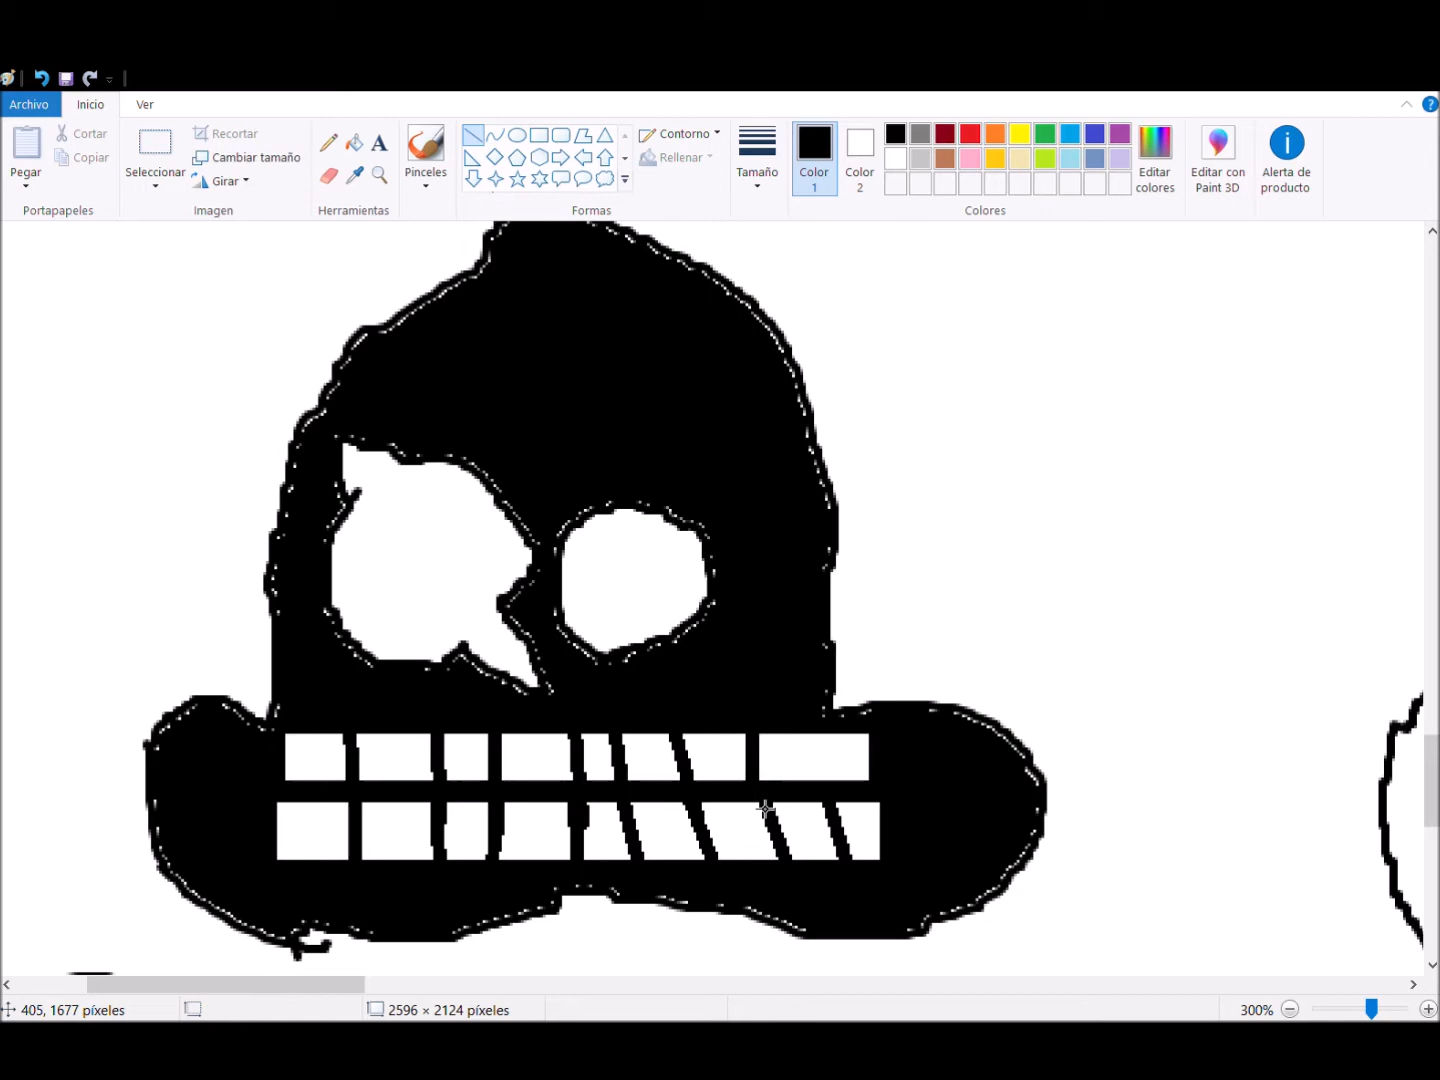 Archivo Inicio Ver
Pegar
Cortar
Copiar
Portapapeles
Seleccionar
Recortar
Cambiar tamaño
Girar
Imagen
A
Herramientas
Pinceles
Contorno
Rellenar
Formas
Tamaño
Color
1
Color
2
Editar
colores
Colores
Editar con
Paint 3D
Alerta de
producto
405, 1677 píxeles
2596 × 2124 píxeles
300%